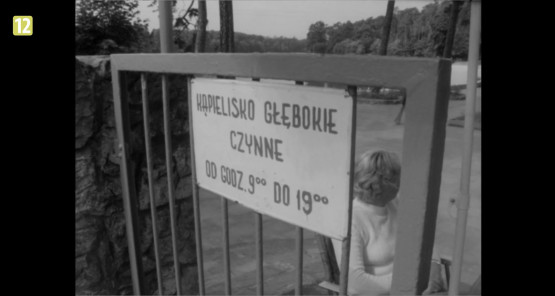 12
KĄPIELISKO GŁĘBOKIE
CZYNNE
OD GODZ. 9⁰⁰ DO 19⁰⁰